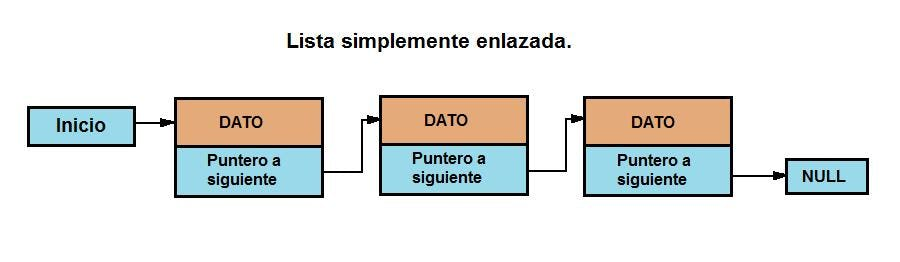 Lista simplemente enlazada.
Inicio
DATO
Puntero a
siguiente
DATO
Puntero a
siguiente
DATO
Puntero a
siguiente
NULL